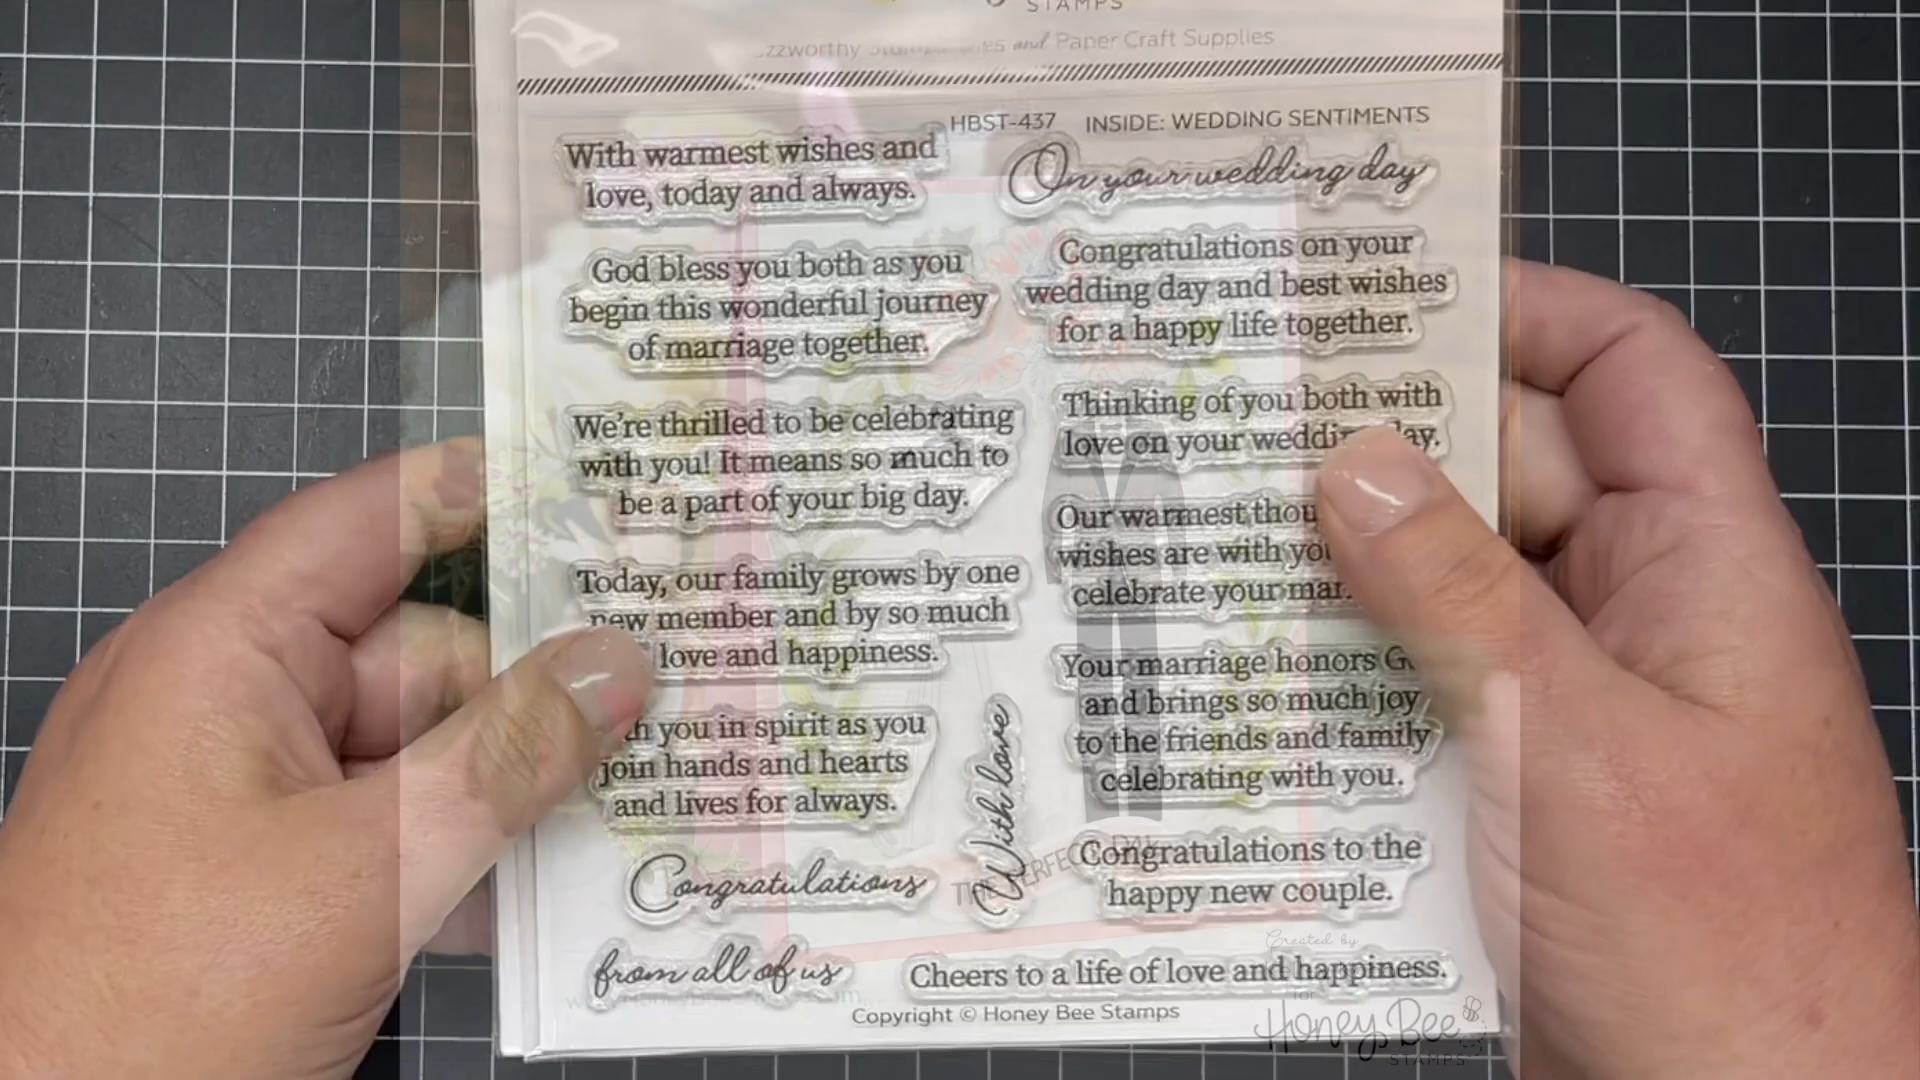 STAMPS
and Paper Craft Supplies
HBST-437 INSIDE: WEDDING SENTIMENTS
With warmest wishes and
love, today and always.
On your wedding day
God bless you both as you
begin this wonderful journey
of marriage together.
Congratulations on your
wedding day and best wishes
for a happy life together.
We're thrilled to be celebrating
with you! It means so much to
be a part of your big day.
Thinking of you both with
love on your wedding day.
Our warmest
wishes are with you
celebrate your
Today, our family grows by one
new member and by so much
love and happiness.
Your marriage honors
and brings so much joy
to the friends and family
celebrating with you.
you in spirit as you
join hands and hearts
and lives for always.
With love
Congratulations
THE PERFECT
Congratulations to the
happy new couple.
from all of us
Cheers to a life of love and happiness.
Copyright © Honey Bee Stamps
Created by
for
Honey Bee
STAMPS